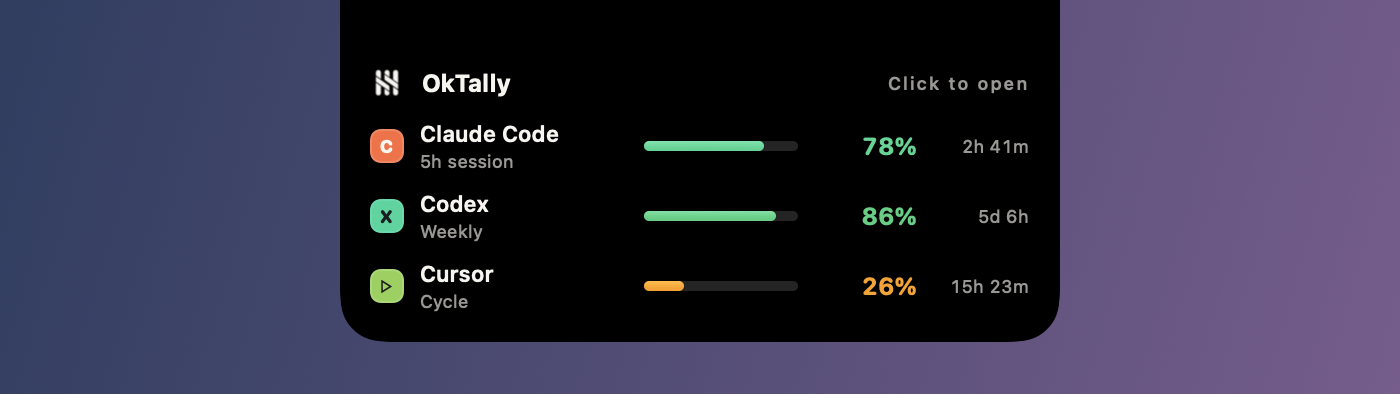 OkTally Click to open
C Claude Code 78% 2h 41m
5h session
X Codex 86% 5d 6h
Weekly
Cursor 26% 15h 23m
Cycle